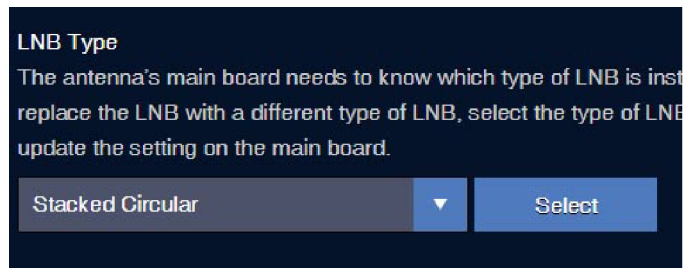 LNB Type
The antenna's main board needs to know which type of LNB is
replace the LNB with a different type of LNB, select the type of
update the setting on the main board.
Stacked Circular
Select